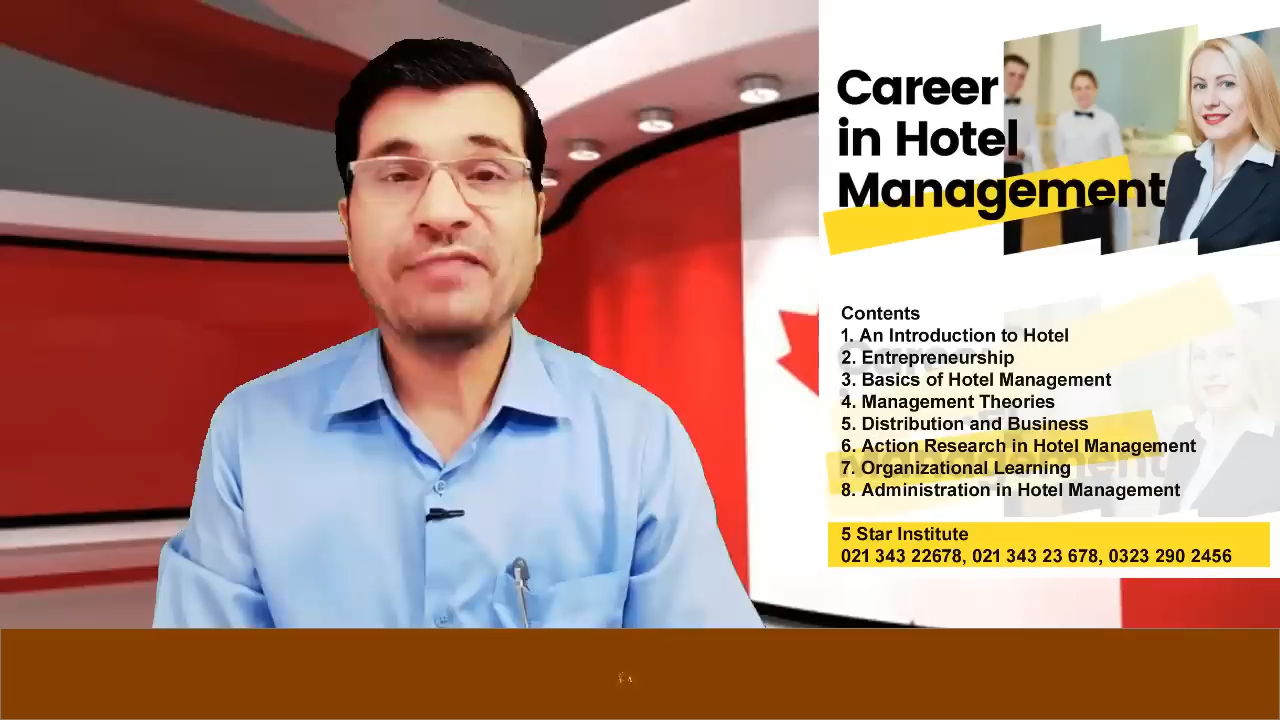 Career
in Hotel
Management
Contents
1. An Introduction to Hotel
2. Entrepreneurship
3. Basics of Hotel Management
4. Management Theories
5. Distribution and Business
6. Action Research in Hotel Management
7. Organizational Learning
8. Administration in Hotel Management
5 Star Institute
021 343 22678, 021 343 23 678, 0323 290 2456